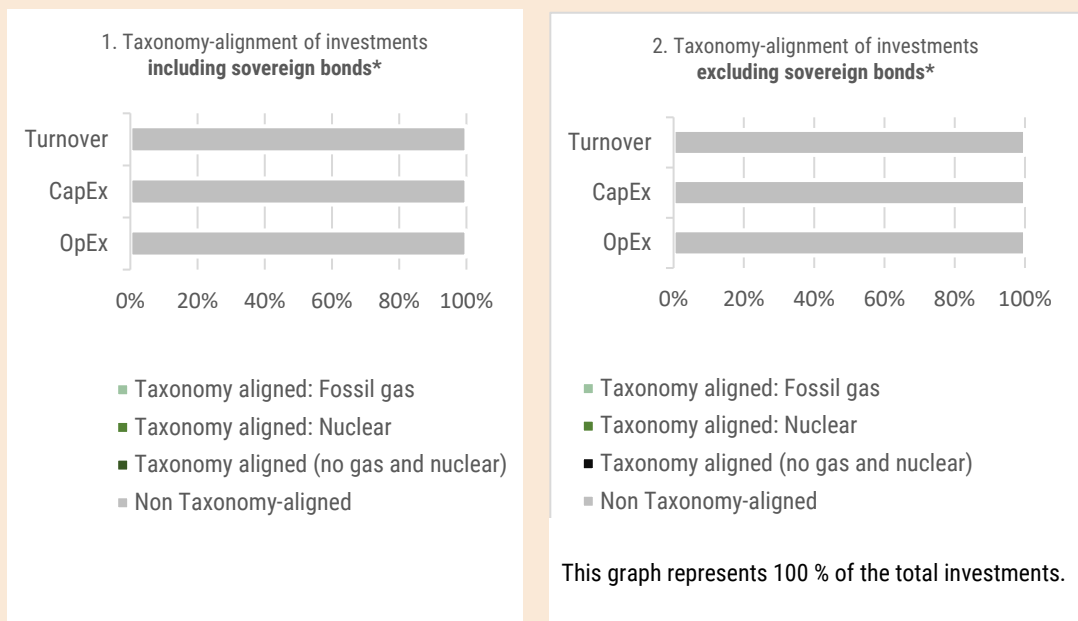 1. Taxonomy-alignment of investments
including sovereign bonds*
Turnover
CapEx
OpEx
0% 20% 40% 60% 80% 100%
Taxonomy aligned: Fossil gas
Taxonomy aligned: Nuclear
Taxonomy aligned (no gas and nuclear)
Non Taxonomy-aligned
2. Taxonomy-alignment of investments
excluding sovereign bonds*
Turnover
CapEx
OpEx
0% 20% 40% 60% 80% 100%
Taxonomy aligned: Fossil gas
Taxonomy aligned: Nuclear
Taxonomy aligned (no gas and nuclear)
Non Taxonomy-aligned
This graph represents 100 % of the total investments.